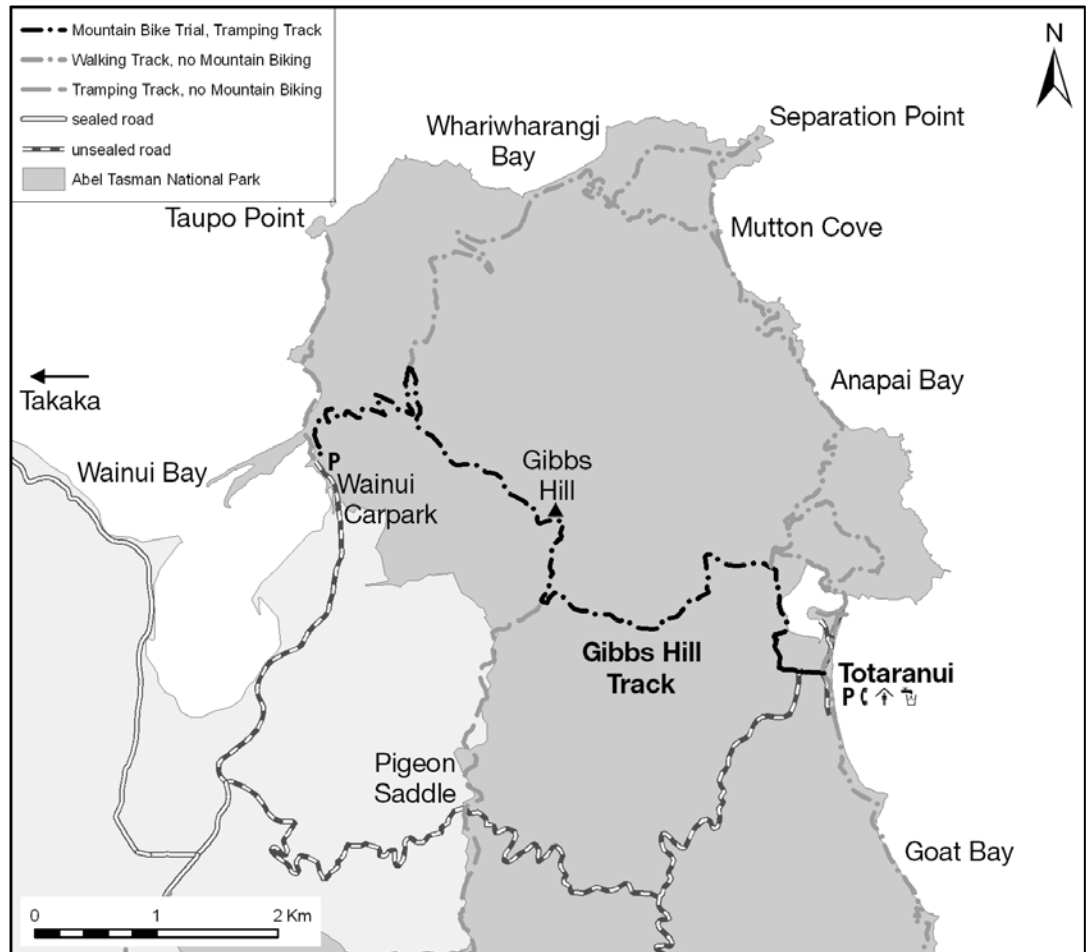 Mountain Bike Trial, Tramping Track
Walking Track, no Mountain Biking
Tramping Track, no Mountain Biking
sealed road
unsealed road
Abel Tasman National Park
N
Separation Point
Whariwharangi
Bay
Taupo Point
Mutton Cove
Anapai Bay
Takaka
Gibbs
Hill
Wainui Bay
P
Wainui
Carpark
Gibbs Hill
Track
Totaranui
P
Pigeon
Saddle
Goat Bay
0 1 2 Km